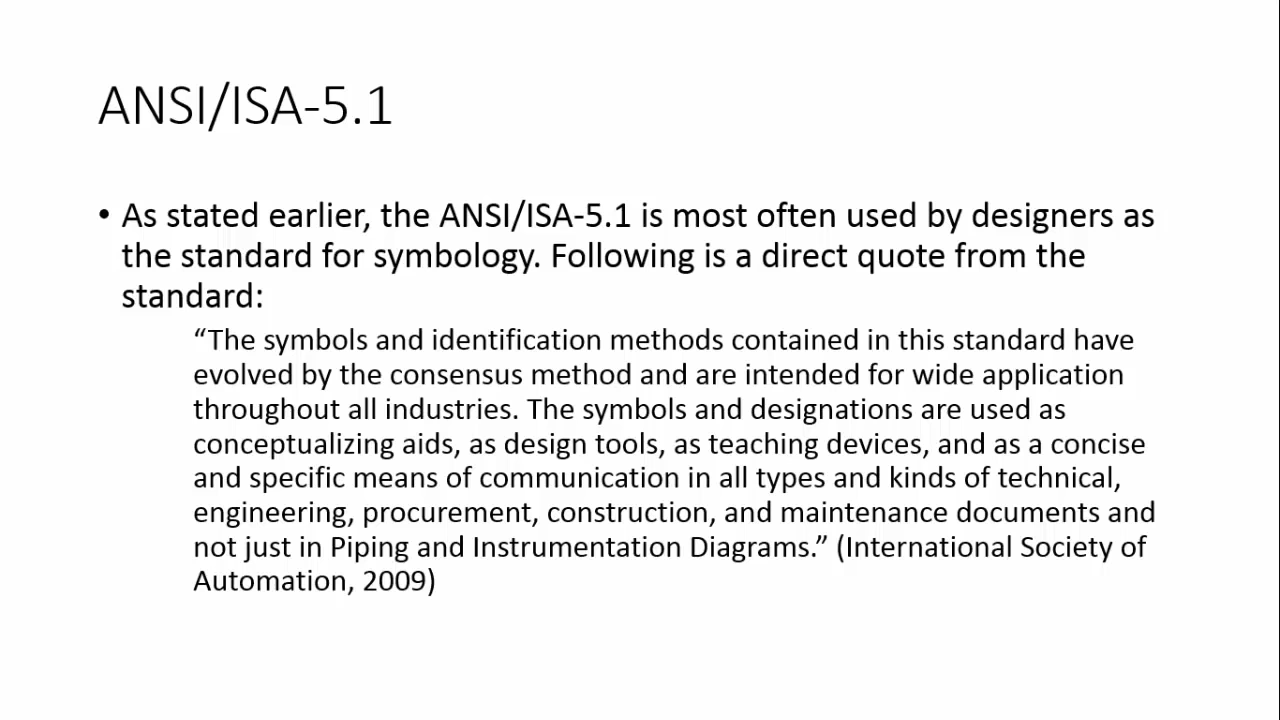 ANSI/ISA-5.1
• As stated earlier, the ANSI/ISA-5.1 is most often used by designers as
the standard for symbology. Following is a direct quote from the
standard:
“The symbols and identification methods contained in this standard have
evolved by the consensus method and are intended for wide application
throughout all industries. The symbols and designations are used as
conceptualizing aids, as design tools, as teaching devices, and as a concise
and specific means of communication in all types and kinds of technical,
engineering, procurement, construction, and maintenance documents and
not just in Piping and Instrumentation Diagrams.” (International Society of
Automation, 2009)